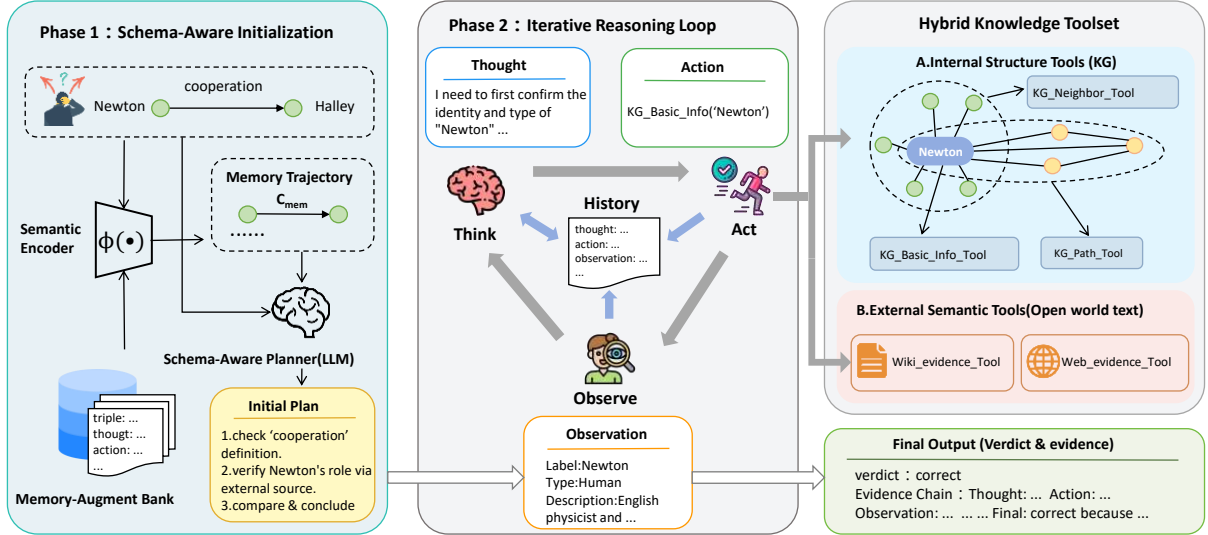 Phase 1：Schema-Aware Initialization
? ?
cooperation
Newton
Halley
Memory Trajectory
C_mem
......
Semantic
Encoder
ϕ(•)
Schema-Aware Planner(LLM)
triple: ...
thougt: ...
action: ...
...
Memory-Augment Bank
Initial Plan
1.check ‘cooperation’
definition.
2.verify Newton's role via
external source.
3.compare & conclude
Phase 2：Iterative Reasoning Loop
Thought
I need to first confirm the
identity and type of
"Newton" ...
Action
KG_Basic_Info(‘Newton’)
Think
History
thought: ...
action: ...
observation: ...
...
Act
Observe
Observation
Label:Newton
Type:Human
Description:English
physicist and ...
Hybrid Knowledge Toolset
A.Internal Structure Tools (KG)
KG_Neighbor_Tool
Newton
KG_Basic_Info_Tool
KG_Path_Tool
B.External Semantic Tools(Open world text)
Wiki_evidence_Tool
Web_evidence_Tool
Final Output (Verdict & evidence)
verdict：correct
Evidence Chain：Thought: ... Action: ...
Observation: ... ... ... Final: correct because ...